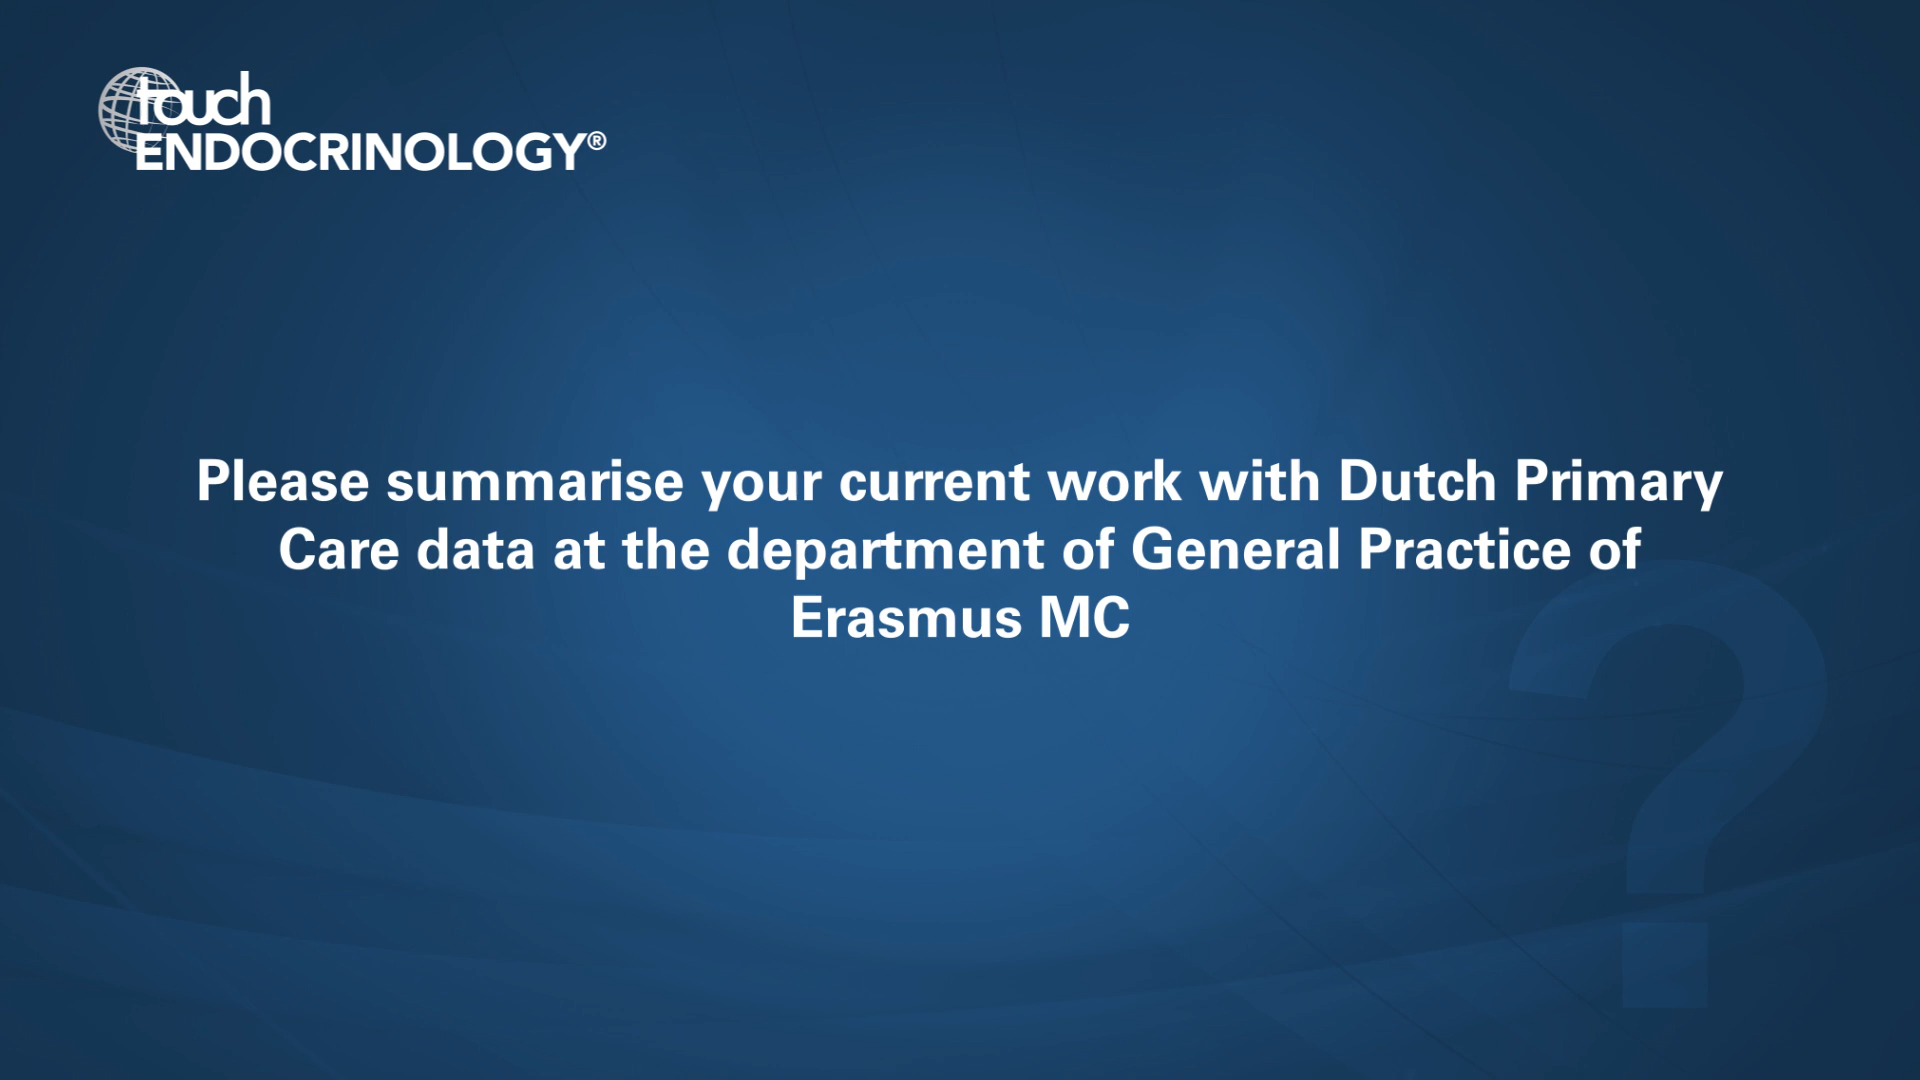 touch
ENDOCRINOLOGY®
Please summarise your current work with Dutch Primary
Care data at the department of General Practice of
Erasmus MC
?